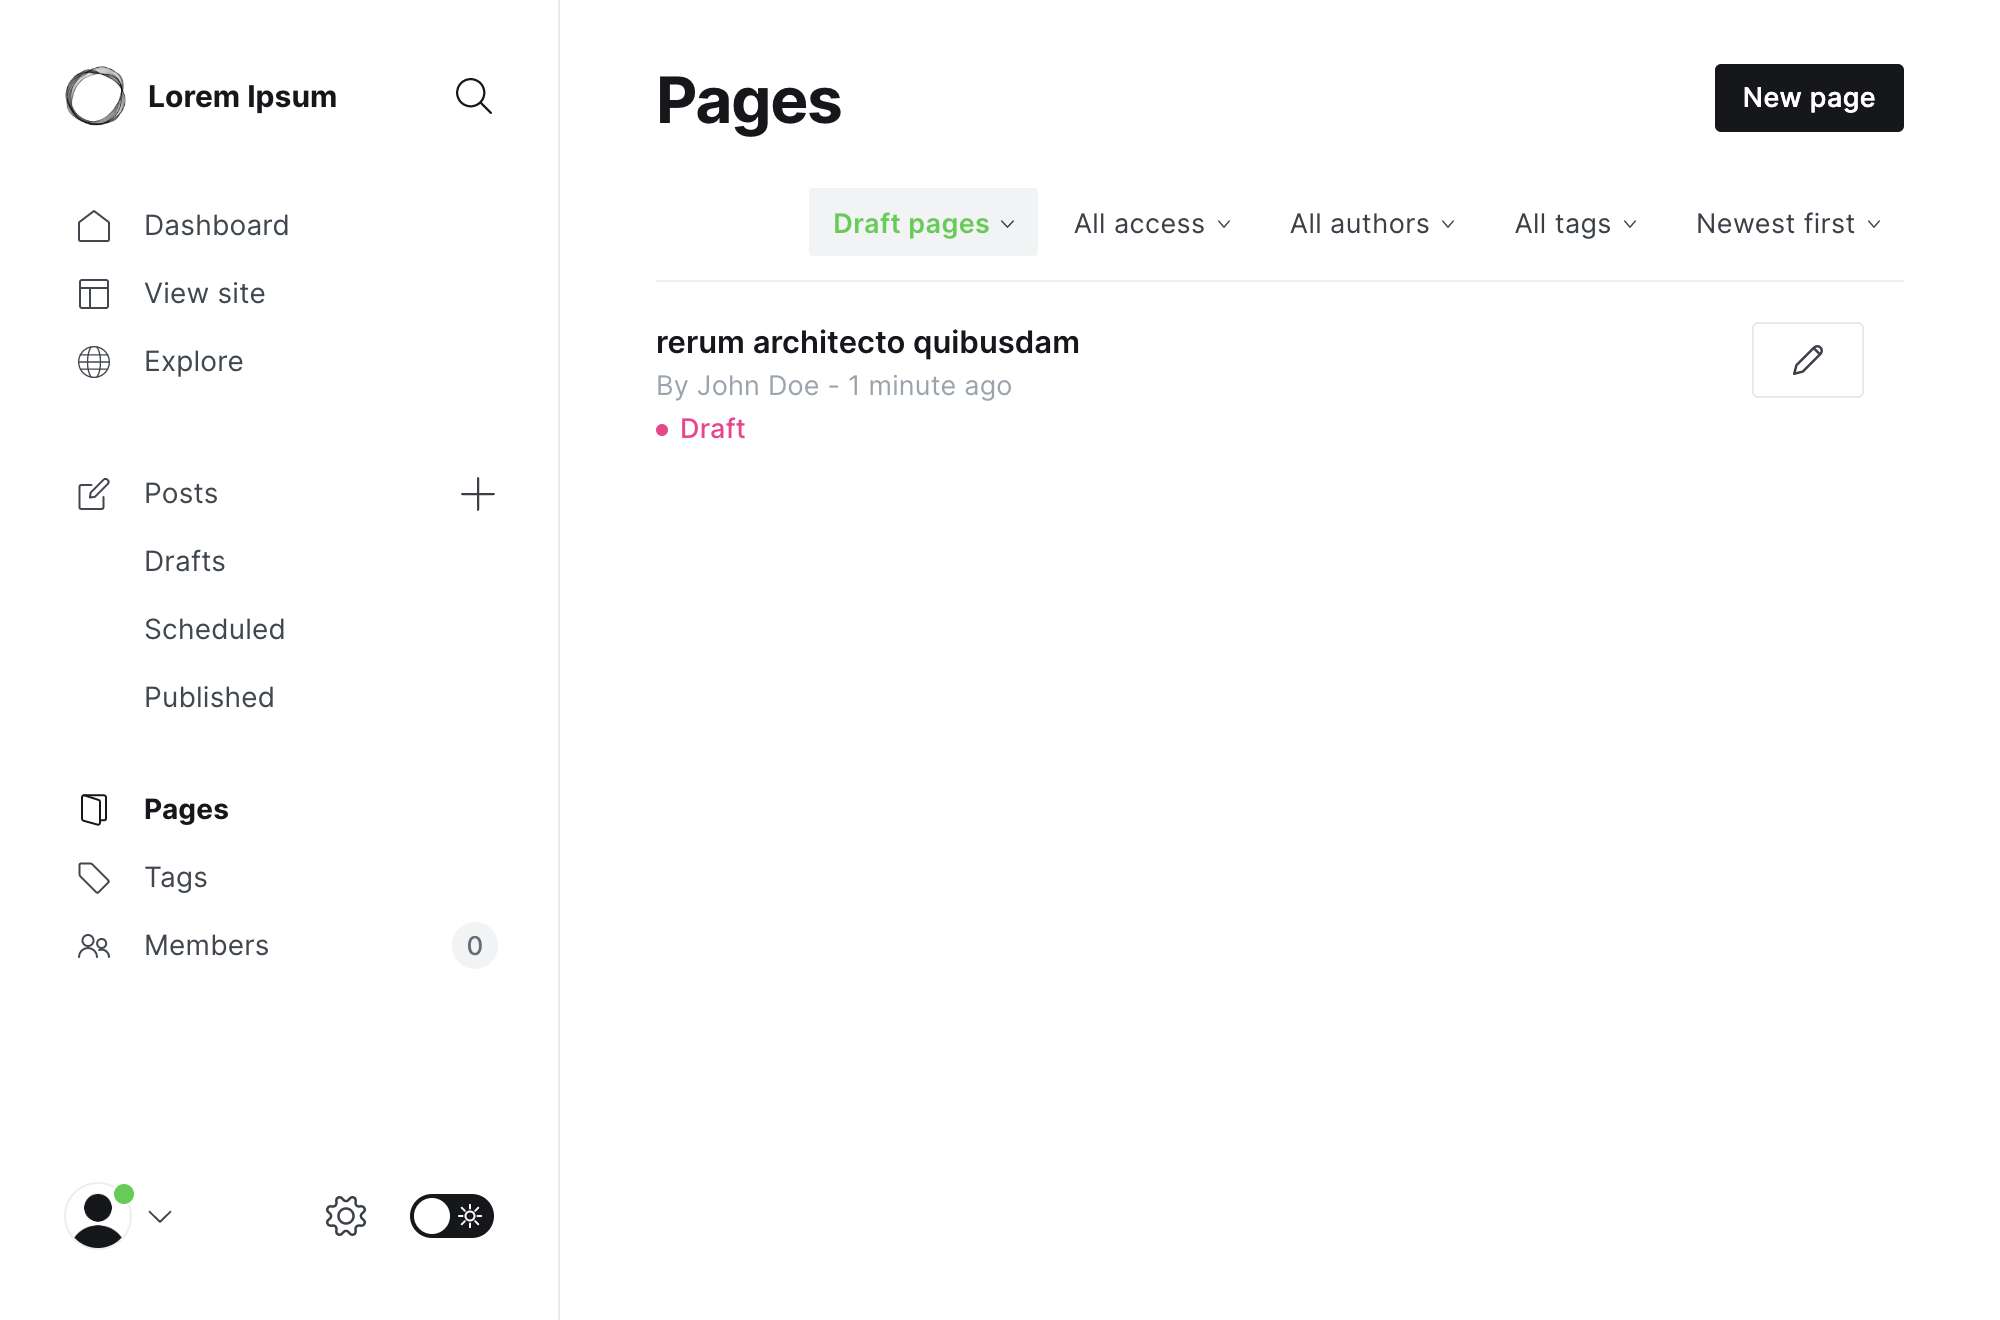 Lorem Ipsum
Dashboard
View site
Explore
Posts
Drafts
Scheduled
Published
Pages
Tags
Members 0
Pages
New page
Draft pages All access All authors All tags Newest first
rerum architecto quibusdam
By John Doe - 1 minute ago
Draft